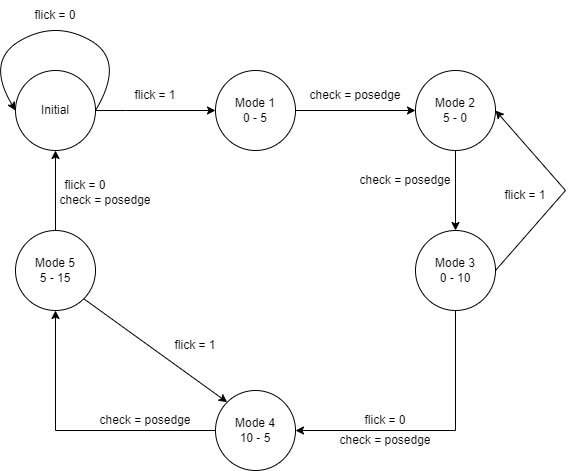 flick = 0
Initial
flick = 1
Mode 1
0 - 5
check = posedge
Mode 2
5 - 0
flick = 0
check = posedge
check = posedge
flick = 1
Mode 5
5 - 15
Mode 3
0 - 10
flick = 1
check = posedge
Mode 4
10 - 5
flick = 0
check = posedge